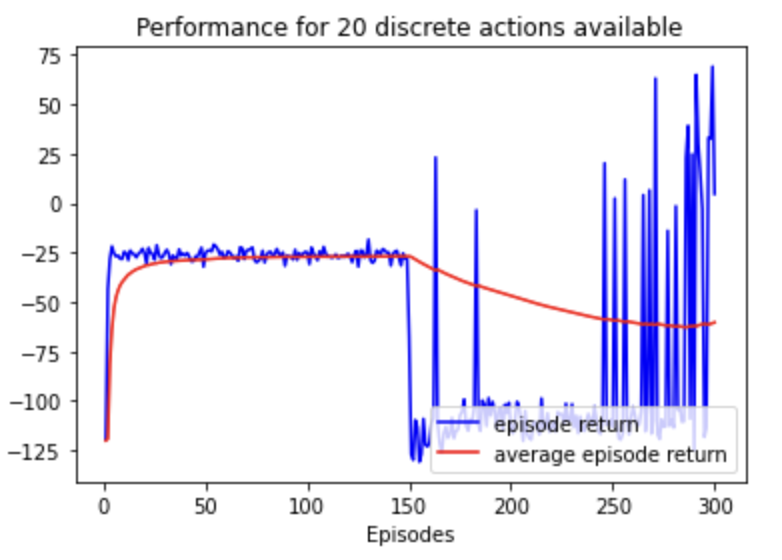 Performance for 20 discrete actions available
75
50
25
0
−25
−50
−75
−100
−125
episode return
average episode return
0 50 100 150 200 250 300
Episodes